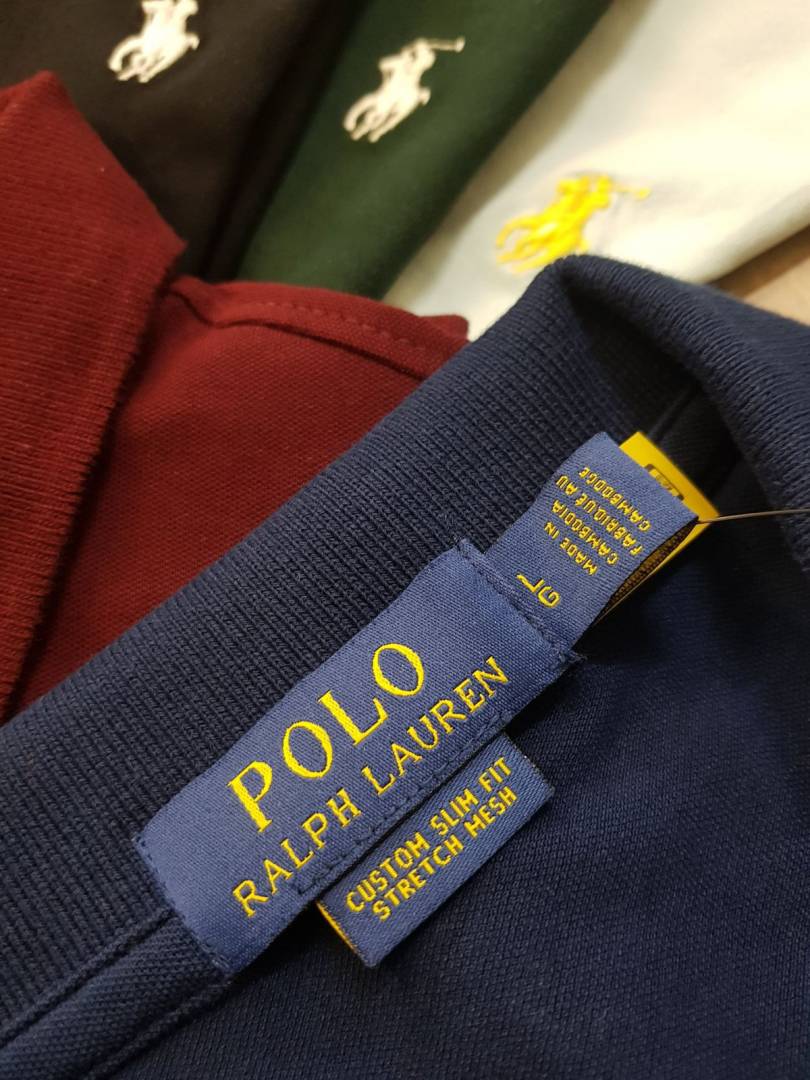 POLO
RALPH LAUREN
CUSTOM SLIM FIT
STRETCH MESH
MADE IN
CAMBODIA
FABRIQUÉ AU
CAMBODGE